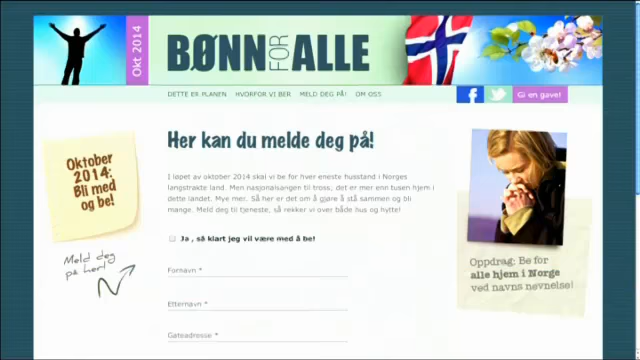 Okt 2014
BØNN FOR ALLE
DETTE ER PLANEN HVORFOR VI BER MELD DEG PÅ! OM OSS
Gi en gave!
Oktober
2014:
Bli med
og be!
Meld deg
på her!
Her kan du melde deg på!
I løpet av oktober 2014 skal vi be for hver eneste husstand i Norges
langstrakte land. Men nasjonalsangen til tross, det er mer enn tusen hjem i
dette landet. Mye mer. Så her er det om å gjøre å stå sammen og bli
mange. Meld deg til tjeneste, så rekker vi over både hus og hytte!
Ja , så klart jeg vil være med å be!
Fornavn *
Etternavn *
Gateadresse *
Oppdrag: Be for
alle hjem i Norge
ved navns nevnelse!